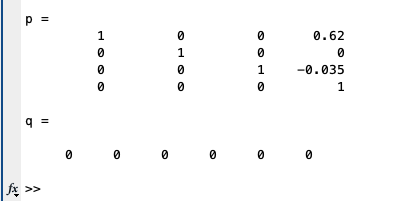 p =
1 0 0 0.62
0 1 0 0
0 0 1 -0.035
0 0 0 1
q =
0 0 0 0 0 0
fx >>